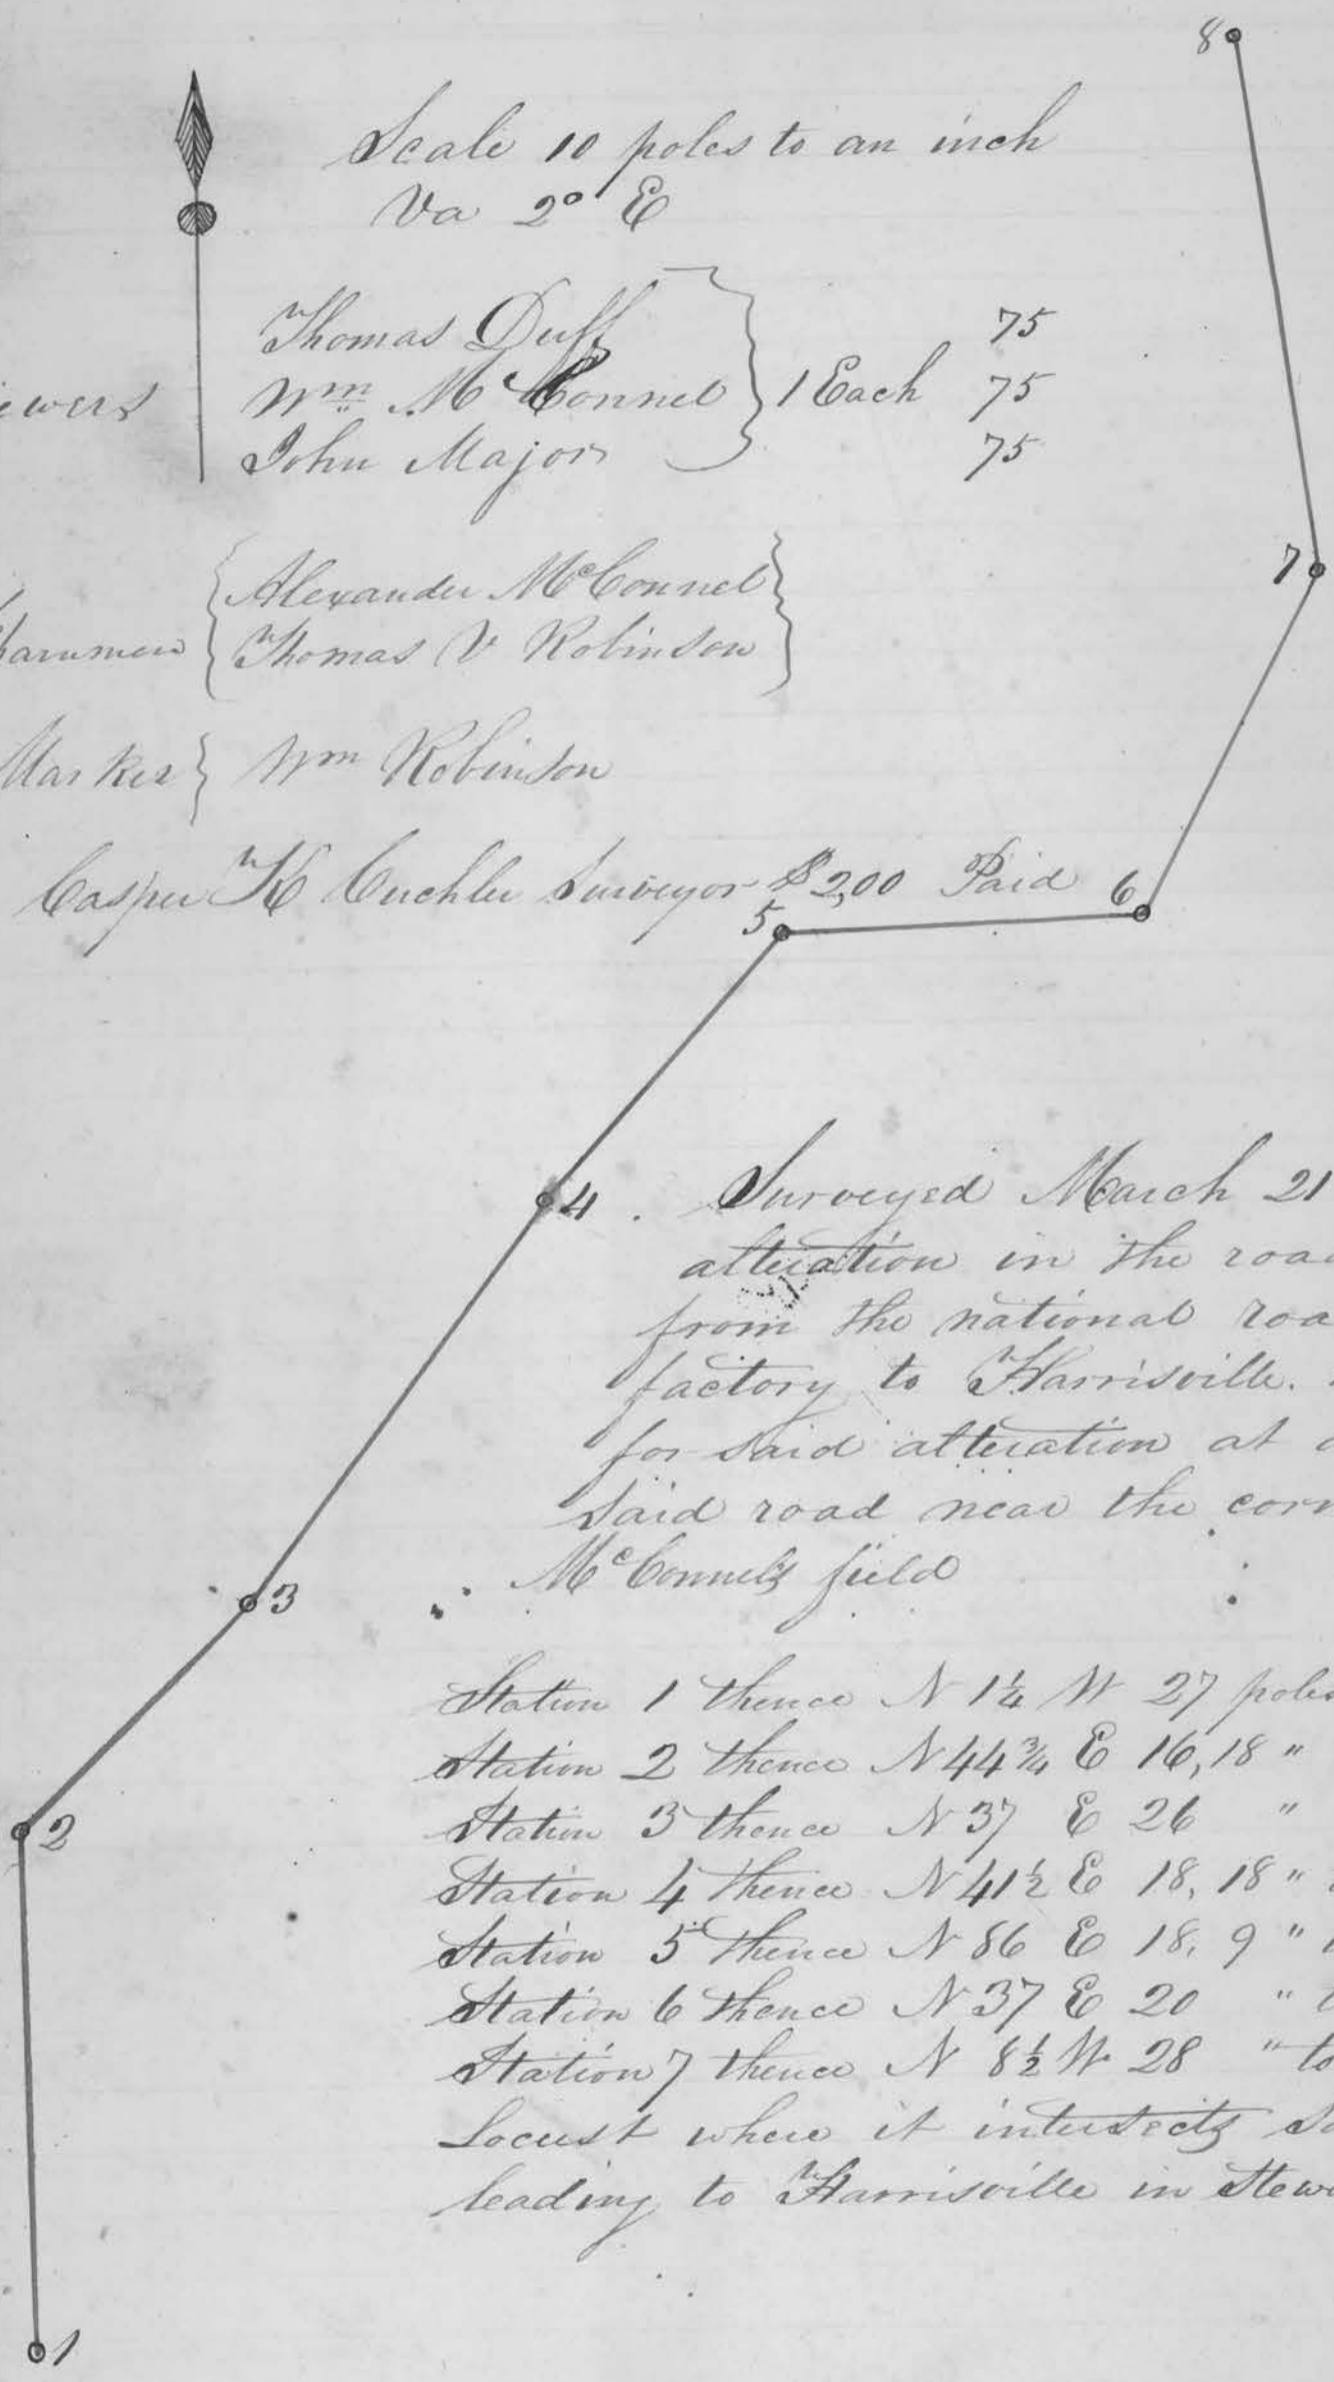 8
Scale 10 poles to an inch
Va 2° E
Thomas Duff 75
iewers Wm McConnel } 1 Each 75
John Major 75
7
{ Alexander McConnel }
hainmen { Thomas V Robinson }
Marker } Wm Robinson
Casper K Cuchler Surveyor $2,00 Paid 6
5
4
Surveyed March 21
alteration in the road
from the national roa
factory to Harrisville.
for said alteration at
said road near the corn
McConnel's field
3
Station 1 thence N 1¼ W 27 poles
Station 2 thence N 44¾ E 16,18 "
Station 3 thence N 37 E 26 "
2
Station 4 thence N 41½ E 18,18 "
Station 5 thence N 86 E 18,9 "
Station 6 thence N 37 E 20 "
Station 7 thence N 8½ W 28 " to
Locust where it intersects
leading to Harrisville in Stew
1